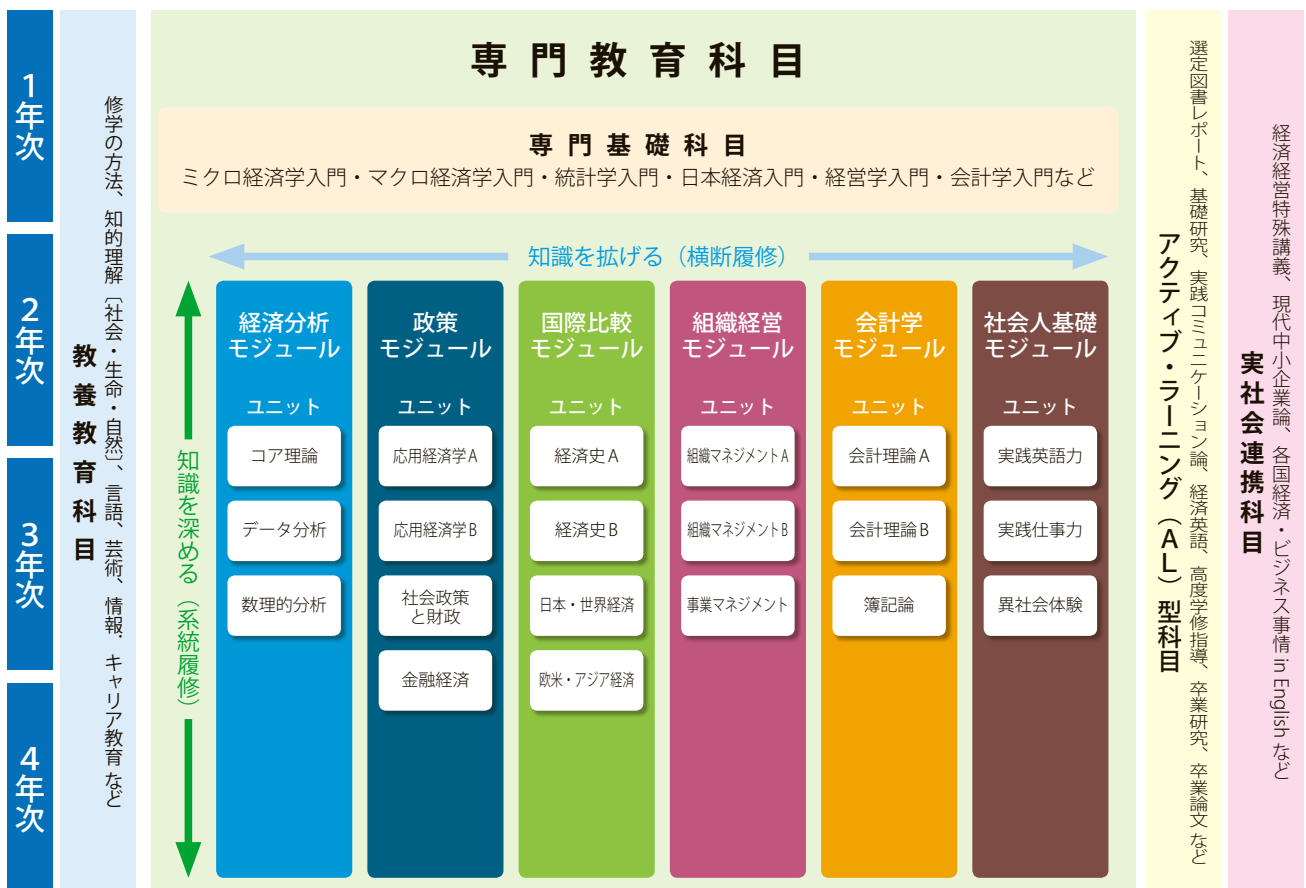 1年次
2年次
3年次
4年次
教養教育科目
修学の方法、知的理解〔社会・生命・自然〕、言語、芸術、情報、キャリア教育 など
専門教育科目
専門基礎科目
ミクロ経済学入門・マクロ経済学入門・統計学入門・日本経済入門・経営学入門・会計学入門など
知識を拡げる（横断履修）
知識を深める（系統履修）
経済分析
モジュール
ユニット
コア理論
データ分析
数理的分析
政策
モジュール
ユニット
応用経済学A
応用経済学B
社会政策
と財政
金融経済
国際比較
モジュール
ユニット
経済史A
経済史B
日本・世界経済
欧米・アジア経済
組織経営
モジュール
ユニット
組織マネジメントA
組織マネジメントB
事業マネジメント
会計学
モジュール
ユニット
会計理論A
会計理論B
簿記論
社会人基礎
モジュール
ユニット
実践英語力
実践仕事力
異社会体験
アクティブ・ラーニング（AL）型科目
選定図書レポート、基礎研究、実践コミュニケーション論、経済英語、高度学修指導、卒業研究、卒業論文 など
実社会連携科目
経済経営特殊講義、現代中小企業論、各国経済・ビジネス事情 in English など